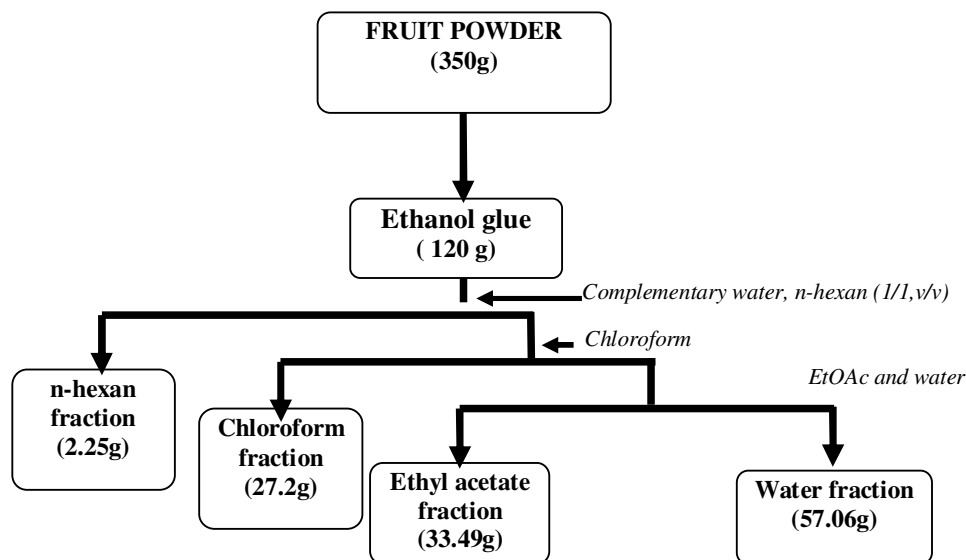 FRUIT POWDER
(350g)
Ethanol glue
( 120 g)
Complementary water, n-hexan (1/1,v/v)
Chloroform
EtOAc and water
n-hexan
fraction
(2.25g)
Chloroform
fraction
(27.2g)
Ethyl acetate
fraction
(33.49g)
Water fraction
(57.06g)